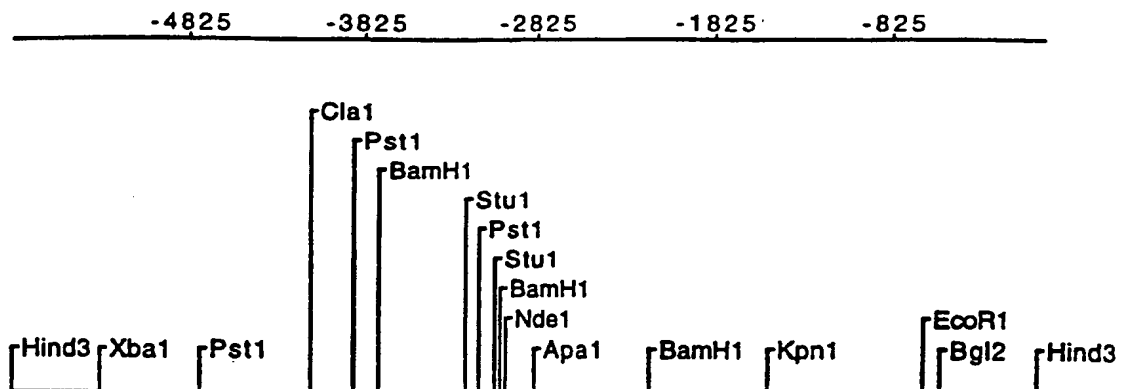 -4825 -3825 -2825 -1825 -825
Cla1
Pst1
BamH1
Stu1
Pst1
Stu1
BamH1
Nde1 EcoR1
Hind3 Xba1 Pst1 Apa1 BamH1 Kpn1 Bgl2 Hind3